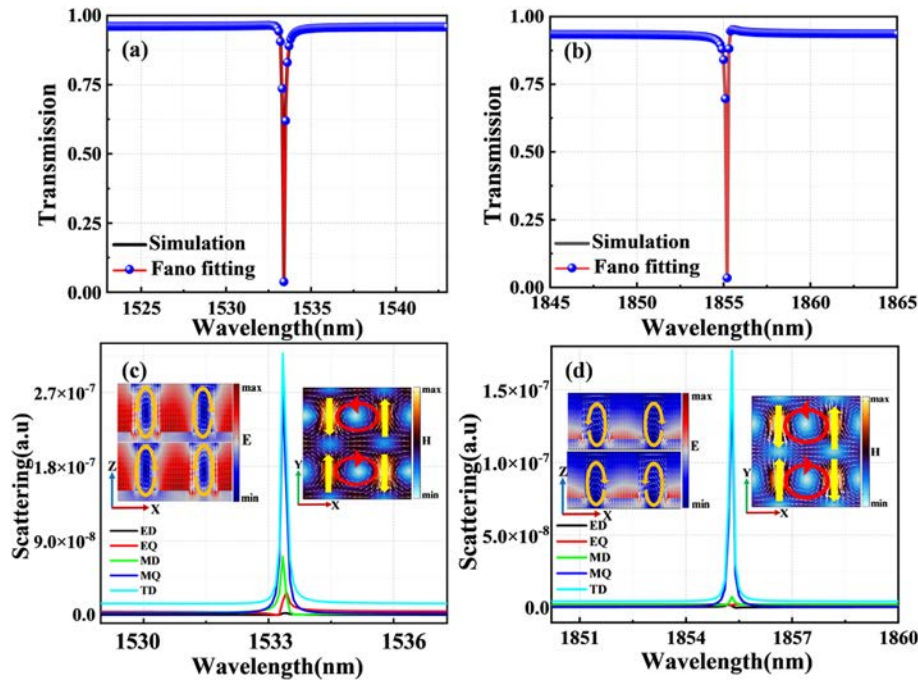 (a)
1.00
0.75
0.50
0.25
0.00
Transmission
Simulation
Fano fitting
1525
1530
1535
1540
Wavelength(nm)
(b)
1.00
0.75
0.50
0.25
0.00
Transmission
Simulation
Fano fitting
1845
1850
1855
1860
1865
Wavelength(nm)
(c)
2.7×10⁻⁷
1.8×10⁻⁷
9.0×10⁻⁸
0.0
Scattering(a.u)
max
E
min
Z
X
max
H
min
Y
X
ED
EQ
MD
MQ
TD
1530
1533
1536
Wavelength(nm)
(d)
1.5×10⁻⁷
1.0×10⁻⁷
5.0×10⁻⁸
0.0
Scattering(a.u)
max
E
min
Z
X
max
H
min
Y
X
ED
EQ
MD
MQ
TD
1851
1854
1857
1860
Wavelength(nm)